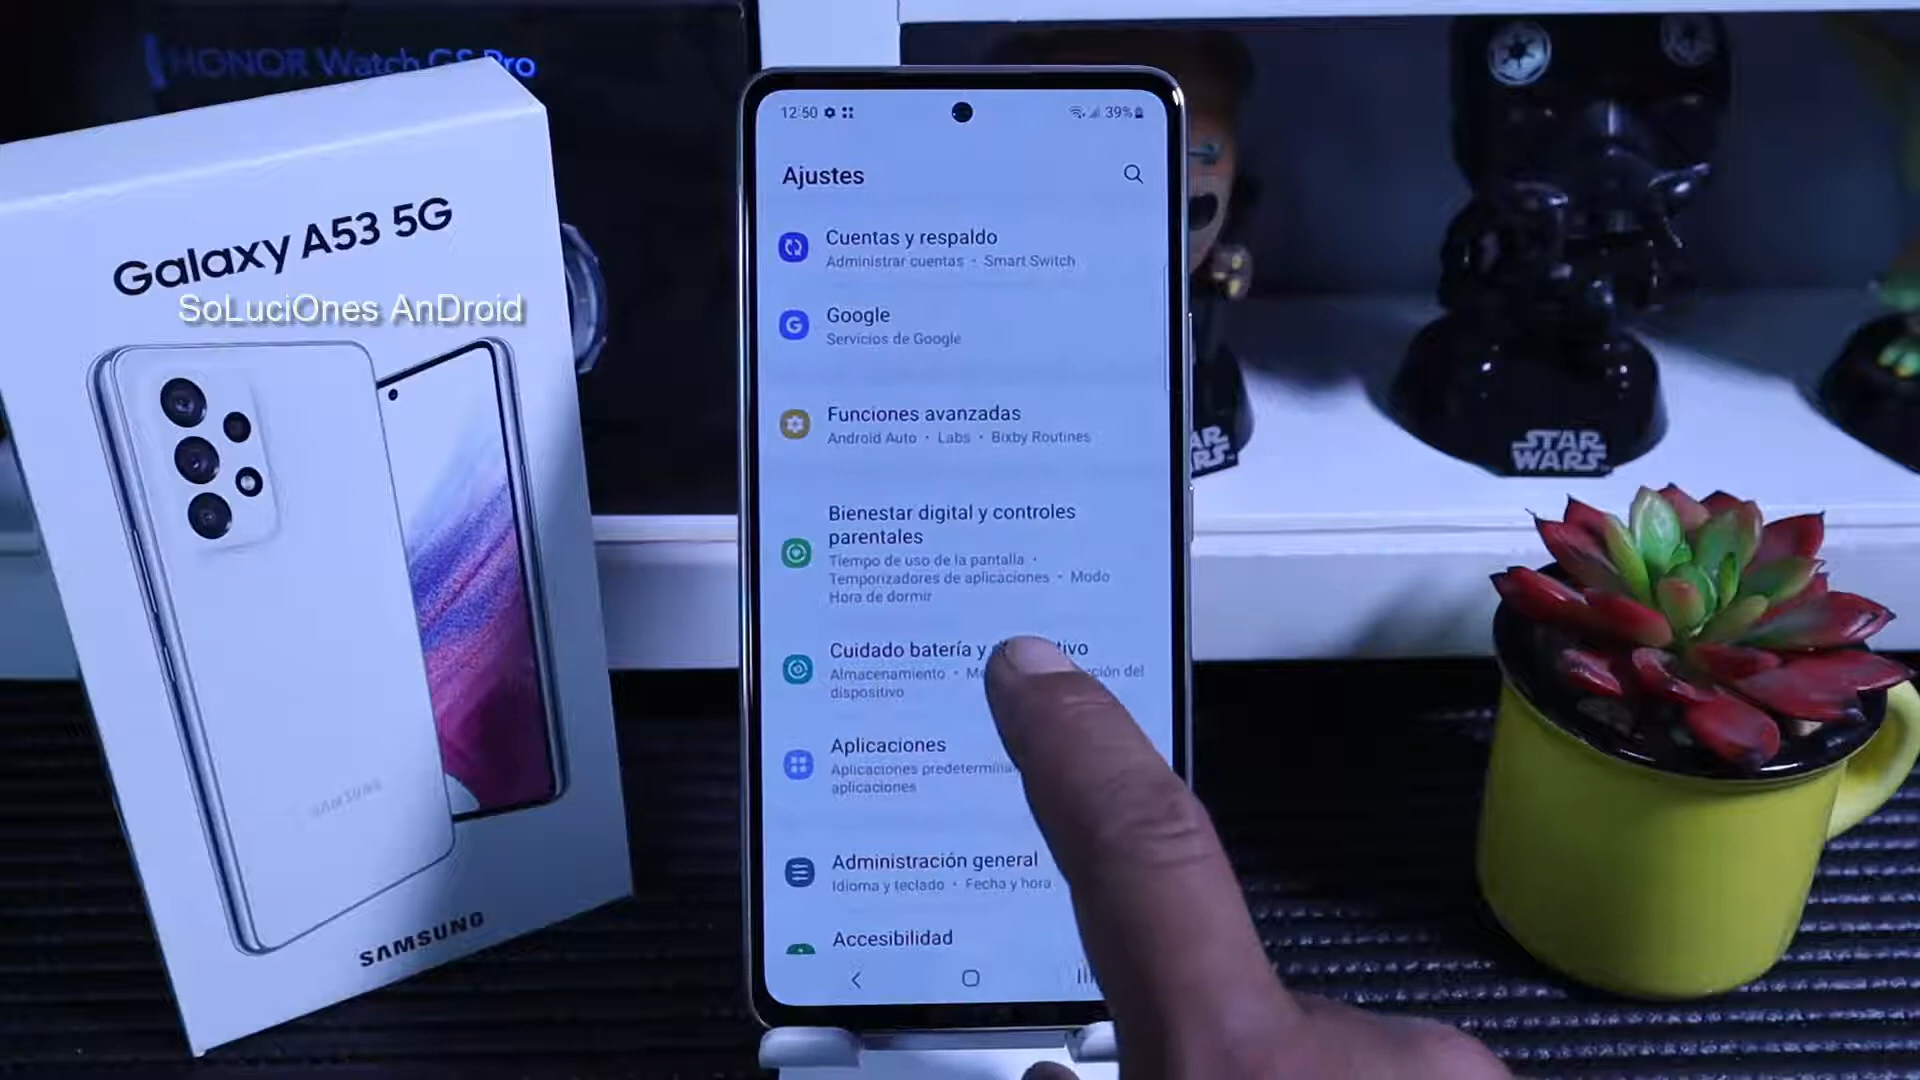 HONOR Watch GS Pro
Galaxy A53 5G
SoLuciOnes AnDroid
SAMSUNG
SAMSUNG
12:50
39%
Ajustes
Cuentas y respaldo
Administrar cuentas • Smart Switch
Google
Servicios de Google
Funciones avanzadas
Android Auto • Labs • Bixby Routines
Bienestar digital y controles
parentales
Tiempo de uso de la pantalla •
Temporizadores de aplicaciones • Modo
Hora de dormir
Cuidado batería y
Almacenamiento • del
dispositivo
Aplicaciones
Aplicaciones
aplicaciones
Administración general
Idioma y teclado • Fecha y hora
Accesibilidad
WARS
STAR
WARS